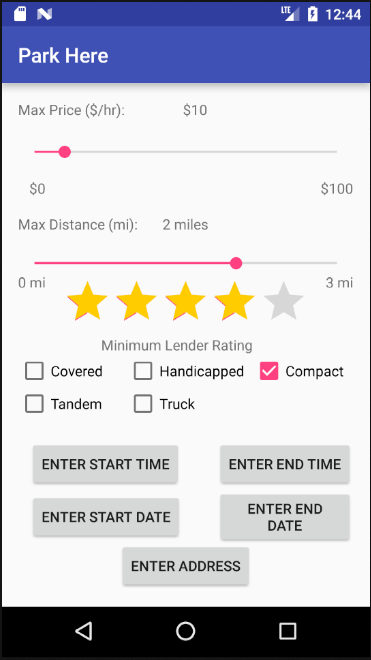 LTE 12:44
Park Here
Max Price ($/hr): $10
$0 $100
Max Distance (mi): 2 miles
0 mi 3 mi
Minimum Lender Rating
Covered Handicapped Compact
Tandem Truck
ENTER START TIME ENTER END TIME
ENTER START DATE ENTER END
DATE
ENTER ADDRESS